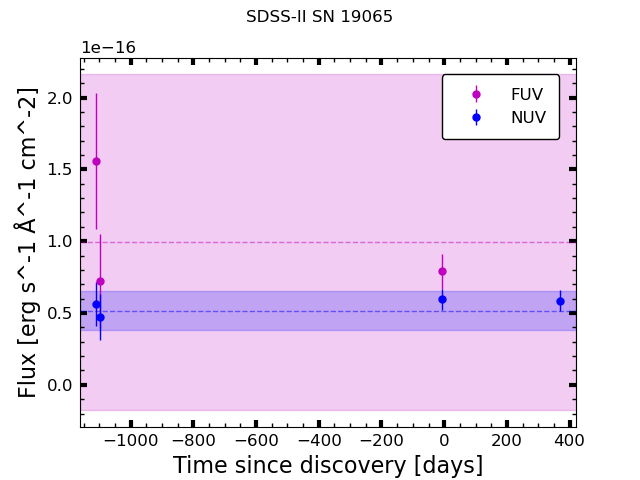 SDSS-II SN 19065
1e−16
FUV
NUV
2.0
1.5
1.0
0.5
0.0
Flux [erg s^-1 Å^-1 cm^-2]
−1000 −800 −600 −400 −200 0 200 400
Time since discovery [days]